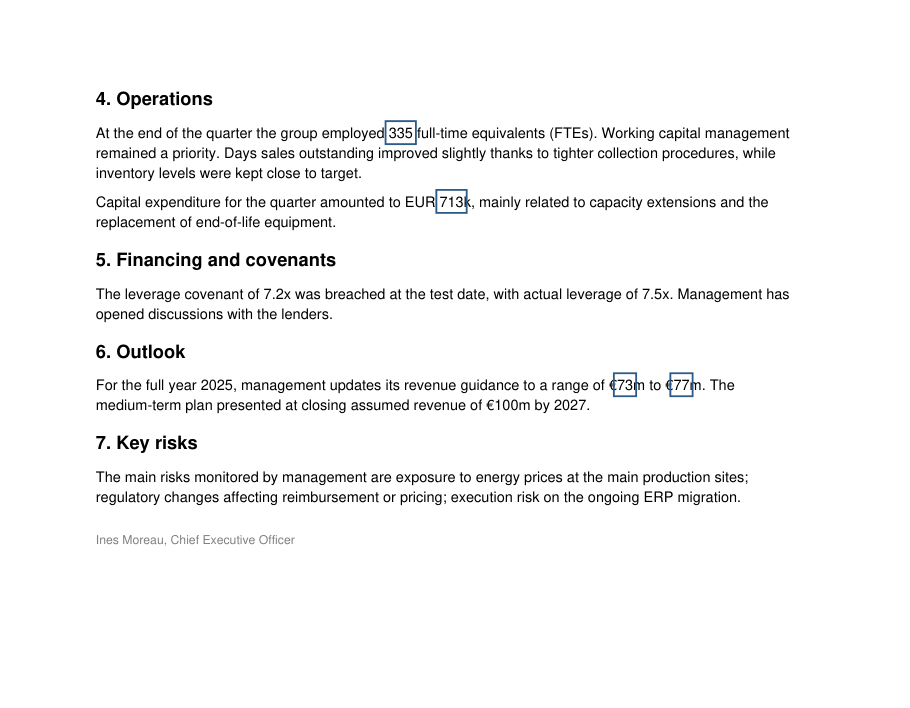 4. Operations
At the end of the quarter the group employed 335 full-time equivalents (FTEs). Working capital management
remained a priority. Days sales outstanding improved slightly thanks to tighter collection procedures, while
inventory levels were kept close to target.
Capital expenditure for the quarter amounted to EUR 713k, mainly related to capacity extensions and the
replacement of end-of-life equipment.
5. Financing and covenants
The leverage covenant of 7.2x was breached at the test date, with actual leverage of 7.5x. Management has
opened discussions with the lenders.
6. Outlook
For the full year 2025, management updates its revenue guidance to a range of €73m to €77m. The
medium-term plan presented at closing assumed revenue of €100m by 2027.
7. Key risks
The main risks monitored by management are exposure to energy prices at the main production sites;
regulatory changes affecting reimbursement or pricing; execution risk on the ongoing ERP migration.
Ines Moreau, Chief Executive Officer